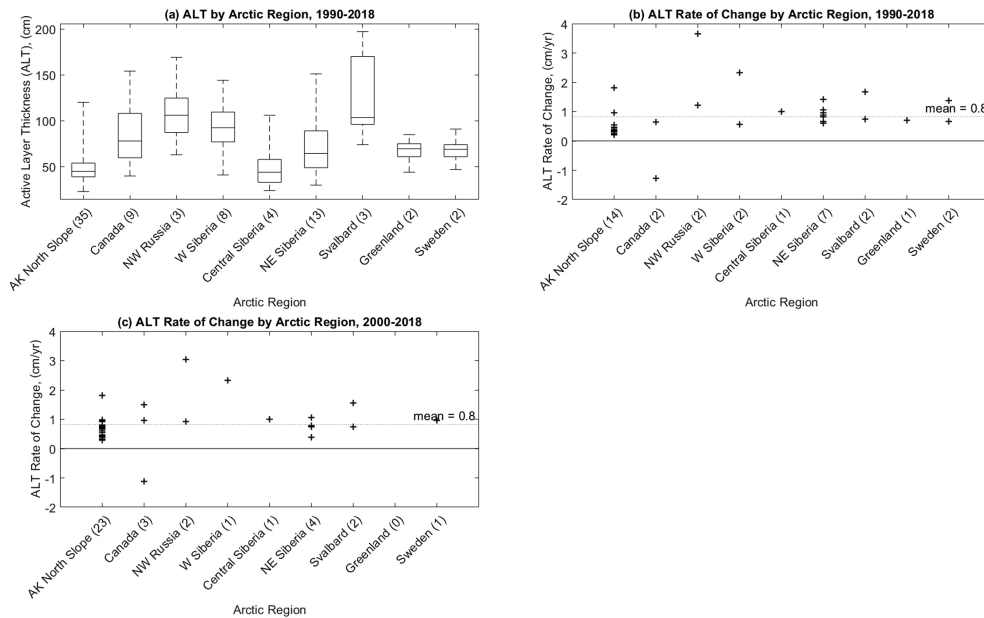 (a) ALT by Arctic Region, 1990-2018
Active Layer Thickness (ALT), (cm)
200
150
100
50
AK North Slope (35)
Canada (9)
NW Russia (3)
W Siberia (8)
Central Siberia (4)
NE Siberia (13)
Svalbard (3)
Greenland (2)
Sweden (2)
Arctic Region
(b) ALT Rate of Change by Arctic Region, 1990-2018
ALT Rate of Change, (cm/yr)
4
3
2
1
0
-1
-2
mean = 0.8
AK North Slope (14)
Canada (2)
NW Russia (2)
W Siberia (2)
Central Siberia (1)
NE Siberia (7)
Svalbard (2)
Greenland (1)
Sweden (2)
Arctic Region
(c) ALT Rate of Change by Arctic Region, 2000-2018
ALT Rate of Change, (cm/yr)
4
3
2
1
0
-1
-2
mean = 0.8
AK North Slope (23)
Canada (3)
NW Russia (2)
W Siberia (1)
Central Siberia (1)
NE Siberia (4)
Svalbard (2)
Greenland (0)
Sweden (1)
Arctic Region